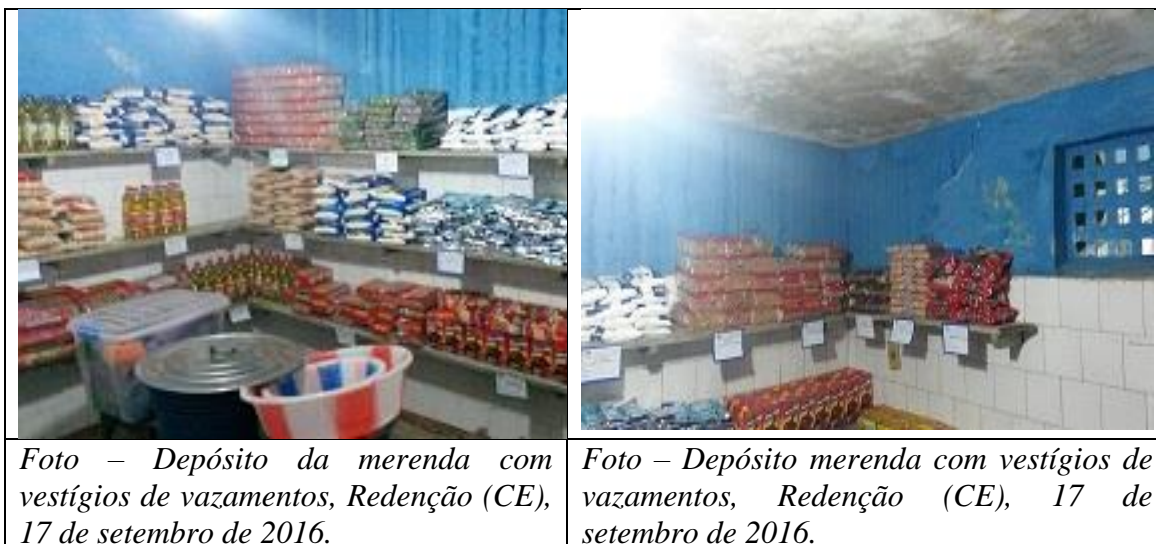 Foto – Depósito da merenda com
vestígios de vazamentos, Redenção (CE),
17 de setembro de 2016.
Foto – Depósito merenda com vestígios de
vazamentos, Redenção (CE), 17 de
setembro de 2016.